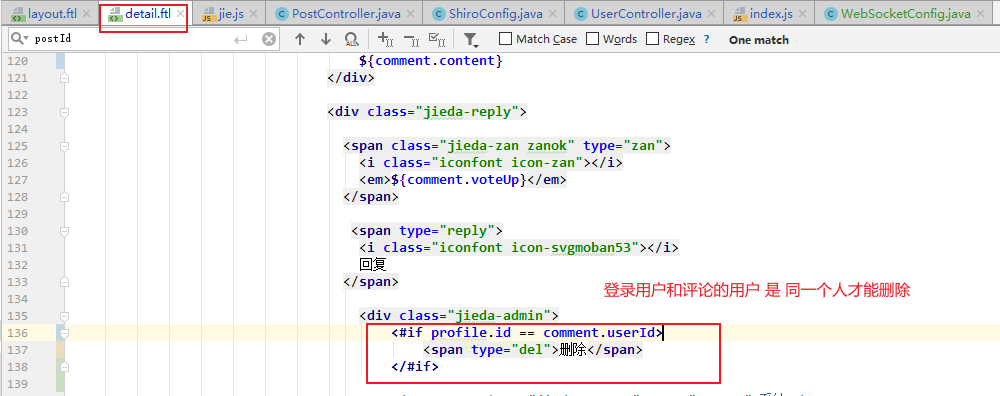 layout.ftl detail.ftl jie.js PostController.java ShiroConfig.java UserController.java index.js WebSocketConfig.java
postId Match Case Words Regex ? One match
120 ${comment.content}
121 </div>
122
123 <div class="jieda-reply">
124
125 <span class="jieda-zan zanok" type="zan">
126 <i class="iconfont icon-zan"></i>
127 <em>${comment.voteUp}</em>
128 </span>
129
130 <span type="reply">
131 <i class="iconfont icon-svgmoban53"></i>
132 回复
133 </span>
登录用户和评论的用户 是 同一个人才能删除
134
135 <div class="jieda-admin">
136 <#if profile.id == comment.userId>
137 <span type="del">删除</span>
138 </#if>
139